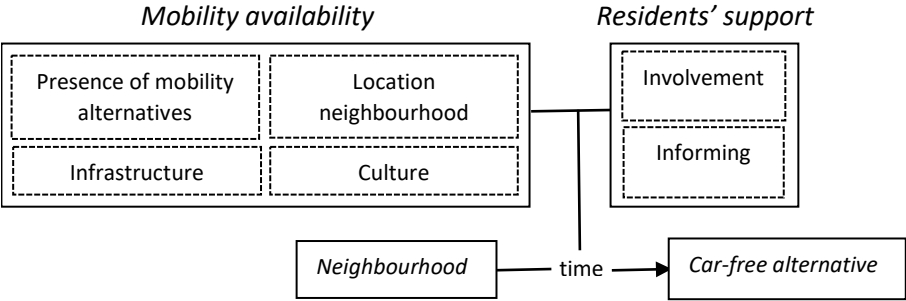 Mobility availability
Residents’ support
Presence of mobility
alternatives
Location
neighbourhood
Involvement
Infrastructure
Culture
Informing
Neighbourhood
time
Car-free alternative